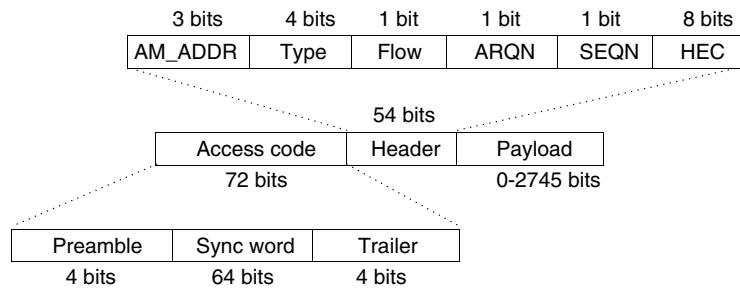 3 bits 4 bits 1 bit 1 bit 1 bit 8 bits
AM_ADDR Type Flow ARQN SEQN HEC
54 bits
Access code Header Payload
72 bits 0-2745 bits
Preamble Sync word Trailer
4 bits 64 bits 4 bits